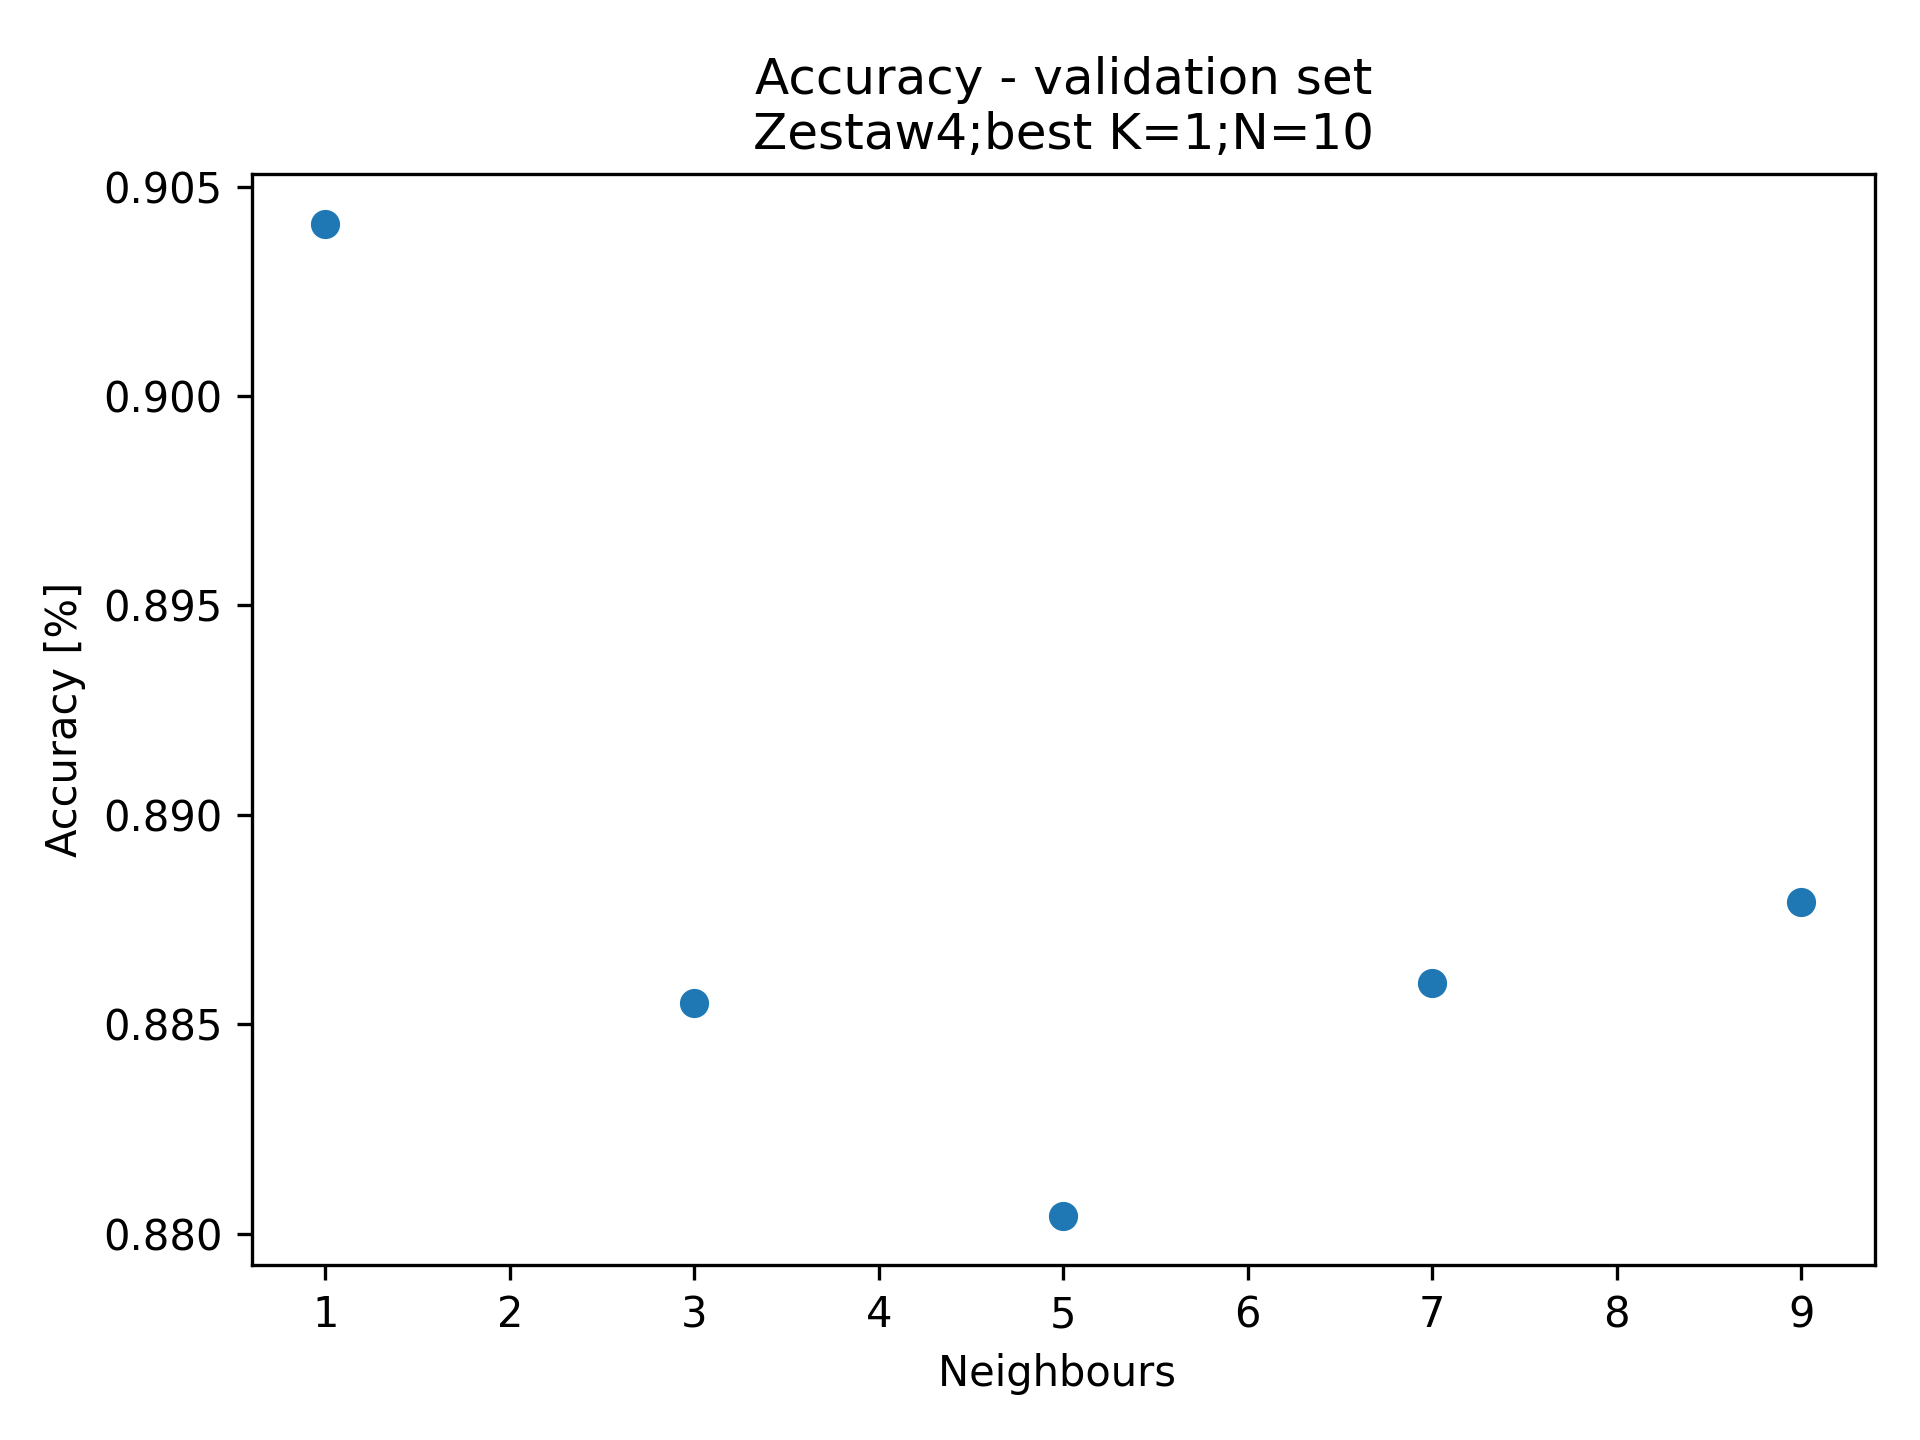 Accuracy - validation set
Zestaw4;best K=1;N=10
0.905
0.900
0.895
0.890
0.885
0.880
Accuracy [%]
1 2 3 4 5 6 7 8 9
Neighbours